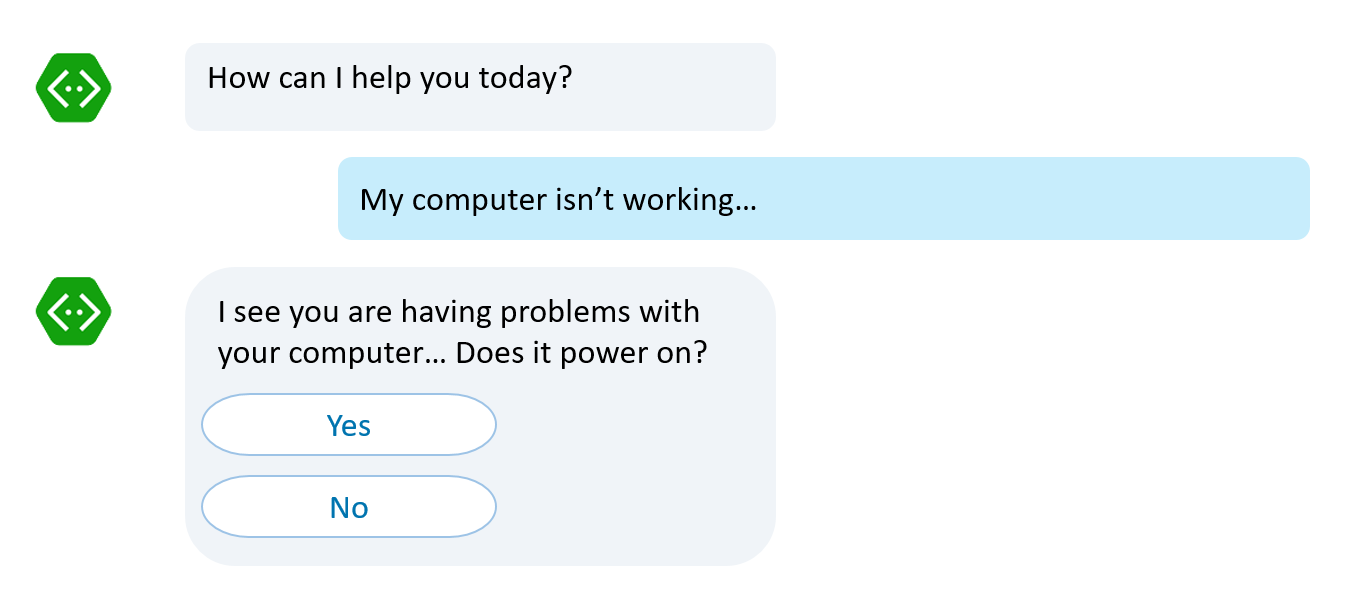 How can I help you today?
My computer isn’t working…
I see you are having problems with
your computer… Does it power on?
Yes
No